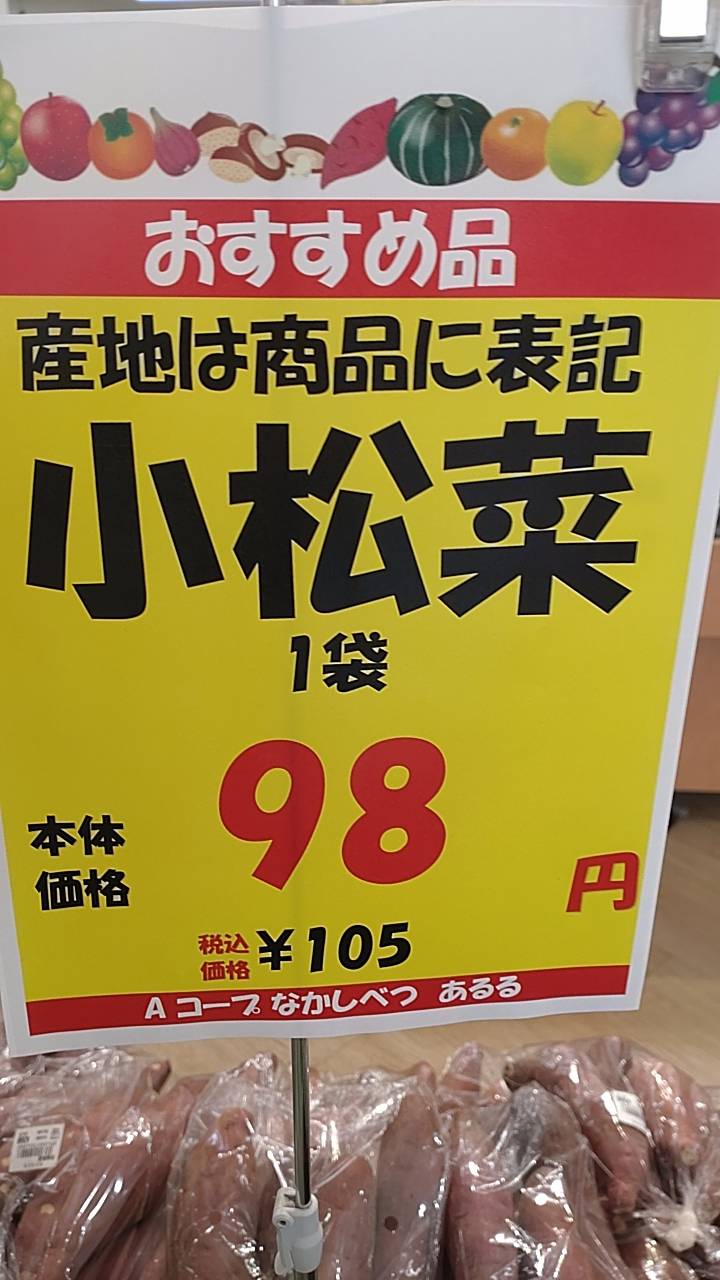 おすすめ品
産地は商品に表記
小松菜
1袋
本体
価格
98
円
税込
価格
¥105
Aコープ なかしべつ あるる